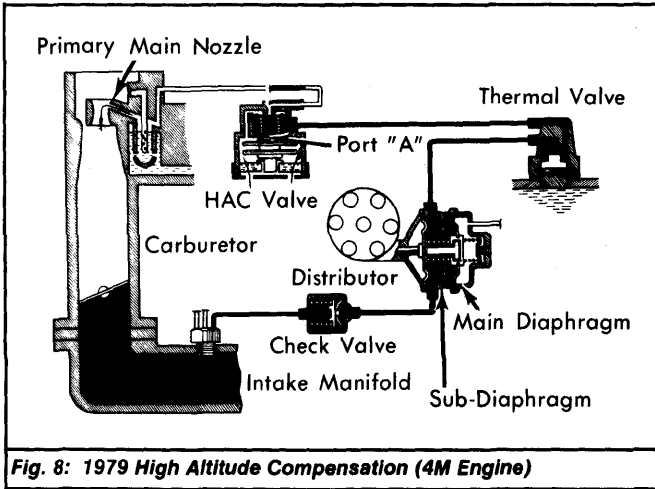 Primary Main Nozzle
Thermal Valve
Port "A"
HAC Valve
Carburetor
Distributor
Main Diaphragm
Check Valve
Intake Manifold
Sub-Diaphragm
Fig. 8: 1979 High Altitude Compensation (4M Engine)